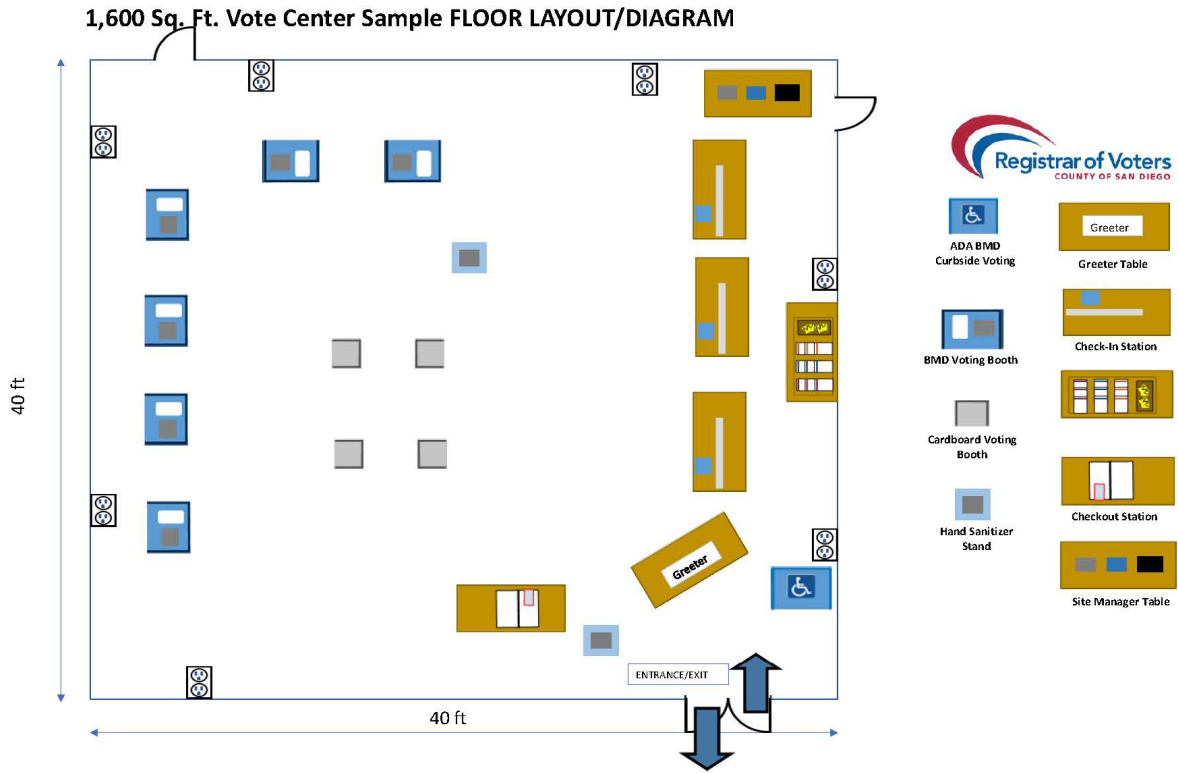 1,600 Sq. Ft. Vote Center Sample FLOOR LAYOUT/DIAGRAM
Registrar of Voters
COUNTY OF SAN DIEGO
ADA BMD
Curbside Voting
Greeter
Greeter Table
BMD Voting Booth
Check-In Station
40 ft
Cardboard Voting
Booth
Checkout Station
Hand Sanitizer
Stand
Greeter
Site Manager Table
ENTRANCE/EXIT
40 ft